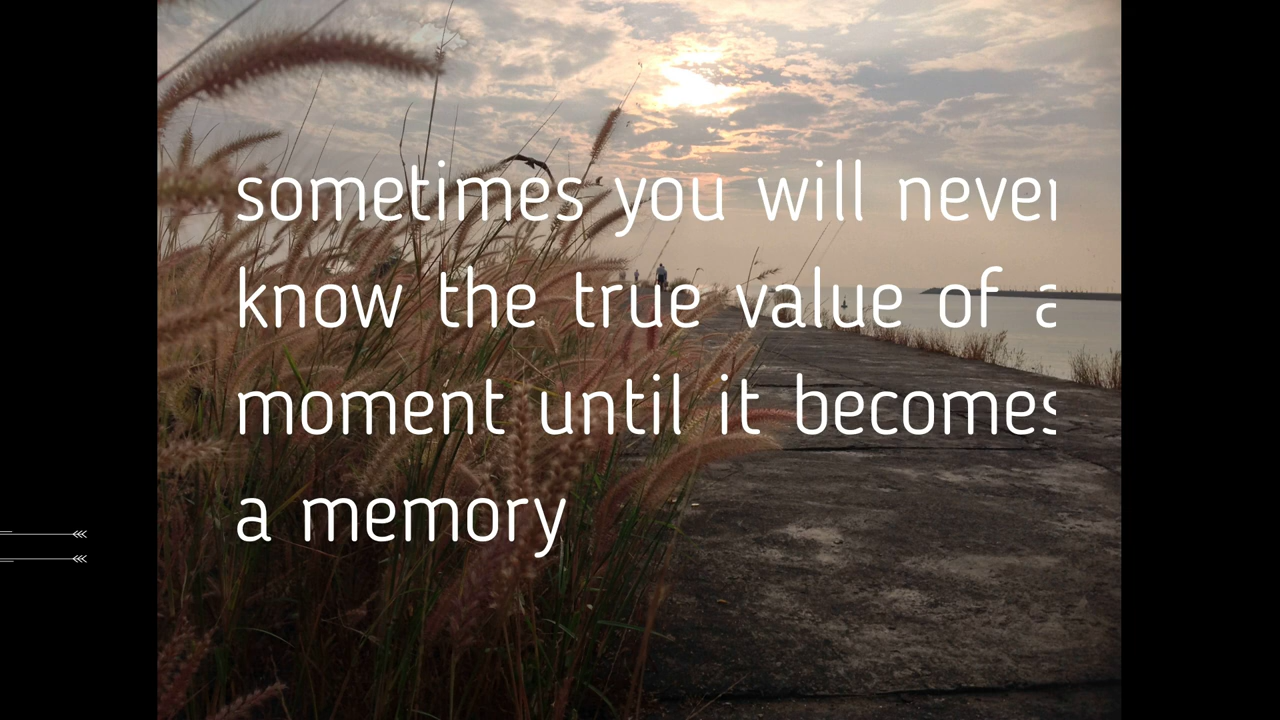 sometimes you will never
know the true value of a
moment until it becomes
a memory